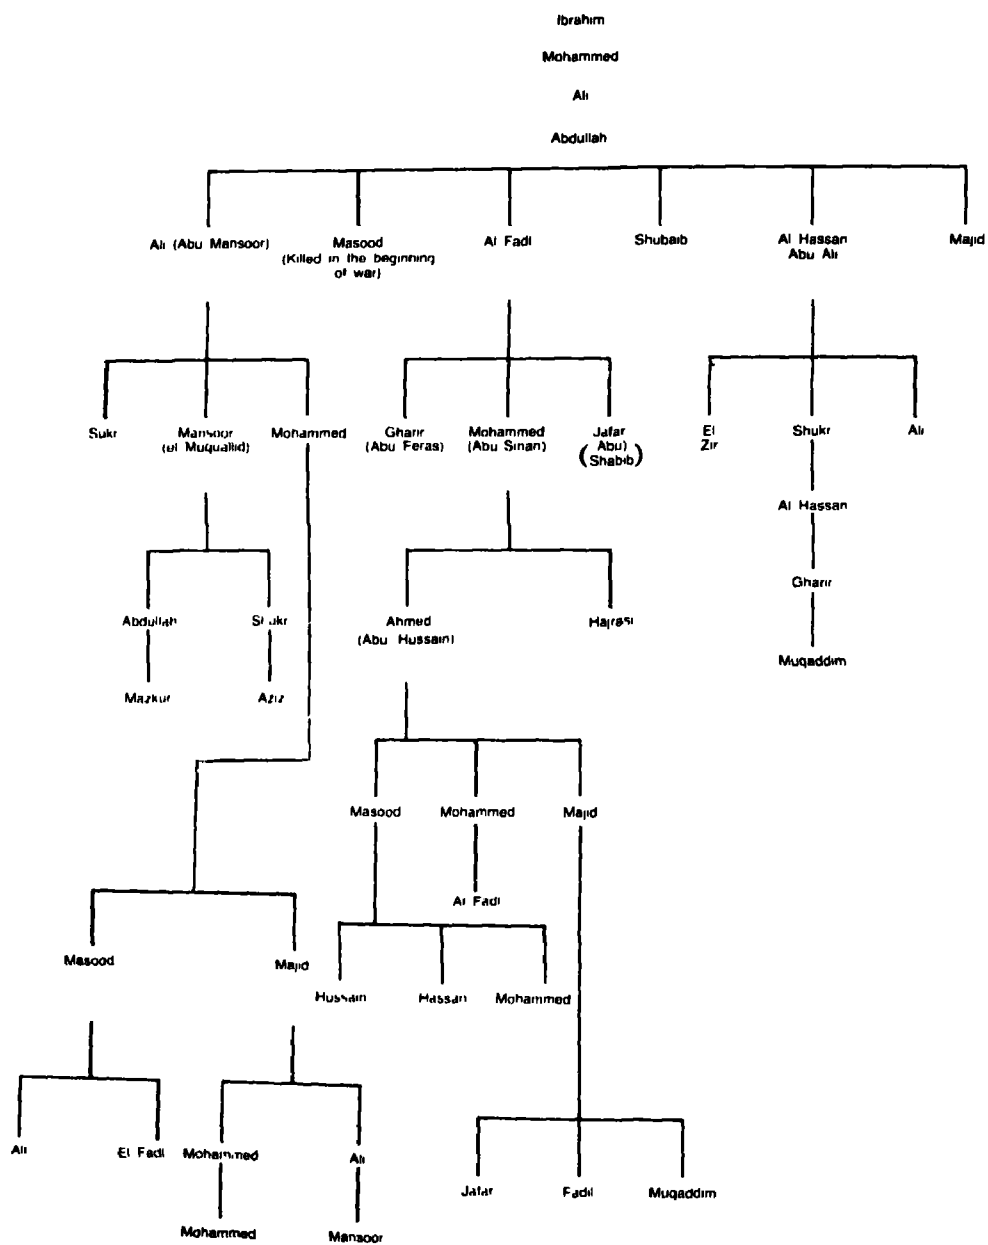 Ibrahim
Mohammed
Ali
Abdullah
Ali (Abu Mansoor)
Masood
(Killed in the beginning
of war)
Al Fadl
Shubaib
Al Hassan
Abu Ali
Majid
Sukr
Mansoor
(el Muquallid)
Mohammed
Gharir
(Abu Feras)
Mohammed
(Abu Sinan)
Jafar
(Abu)
Shabib)
El
Zir
Shukr
Ali
Al Hassan
Gharir
Muqaddim
Abdullah
Shukr
Ahmed
(Abu Hussain)
Hajrasi
Mazkur
Aziz
Masood
Mohammed
Majid
Al Fadl
Masood
Majid
Hussain
Hassan
Mohammed
Ali
El Fadl
Mohammed
Ali
Jafar
Fadil
Muqaddim
Mohammed
Mansoor